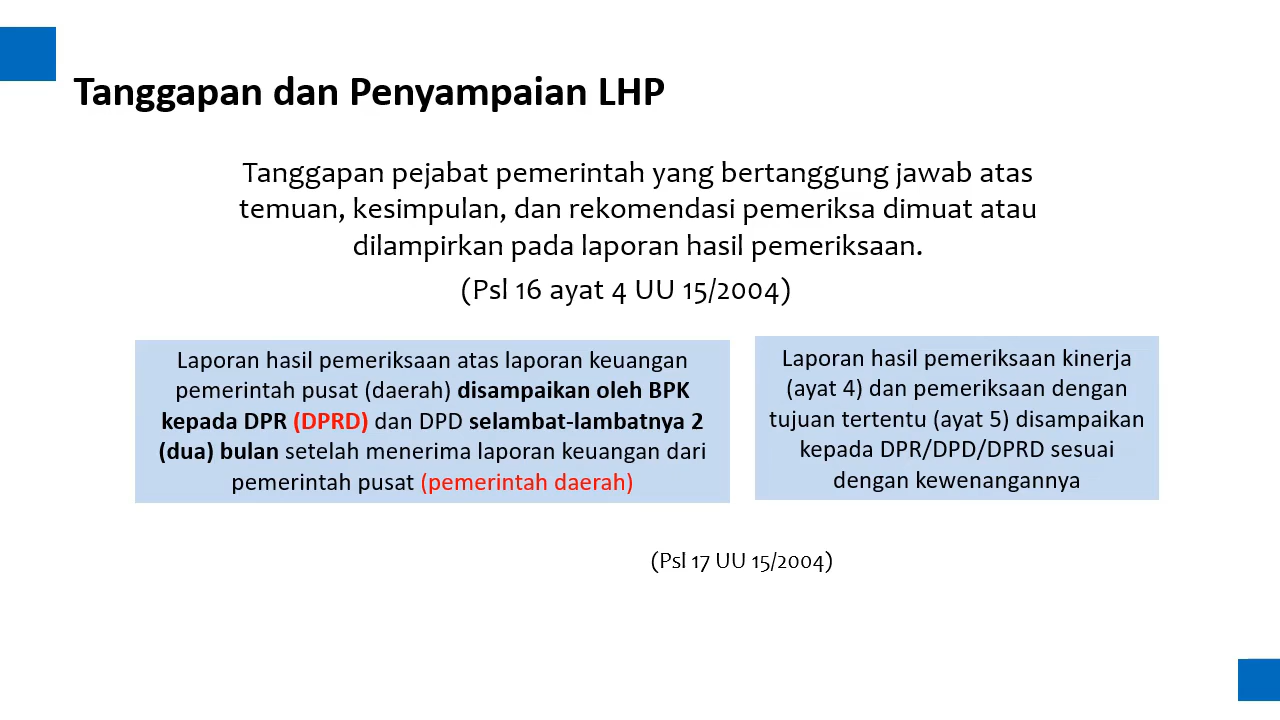 Tanggapan dan Penyampaian LHP
Tanggapan pejabat pemerintah yang bertanggung jawab atas
temuan, kesimpulan, dan rekomendasi pemeriksa dimuat atau
dilampirkan pada laporan hasil pemeriksaan.
(Psl 16 ayat 4 UU 15/2004)
Laporan hasil pemeriksaan atas laporan keuangan
pemerintah pusat (daerah) disampaikan oleh BPK
kepada DPR (DPRD) dan DPD selambat-lambatnya 2
(dua) bulan setelah menerima laporan keuangan dari
pemerintah pusat (pemerintah daerah)
Laporan hasil pemeriksaan kinerja
(ayat 4) dan pemeriksaan dengan
tujuan tertentu (ayat 5) disampaikan
kepada DPR/DPD/DPRD sesuai
dengan kewenangannya
(Psl 17 UU 15/2004)